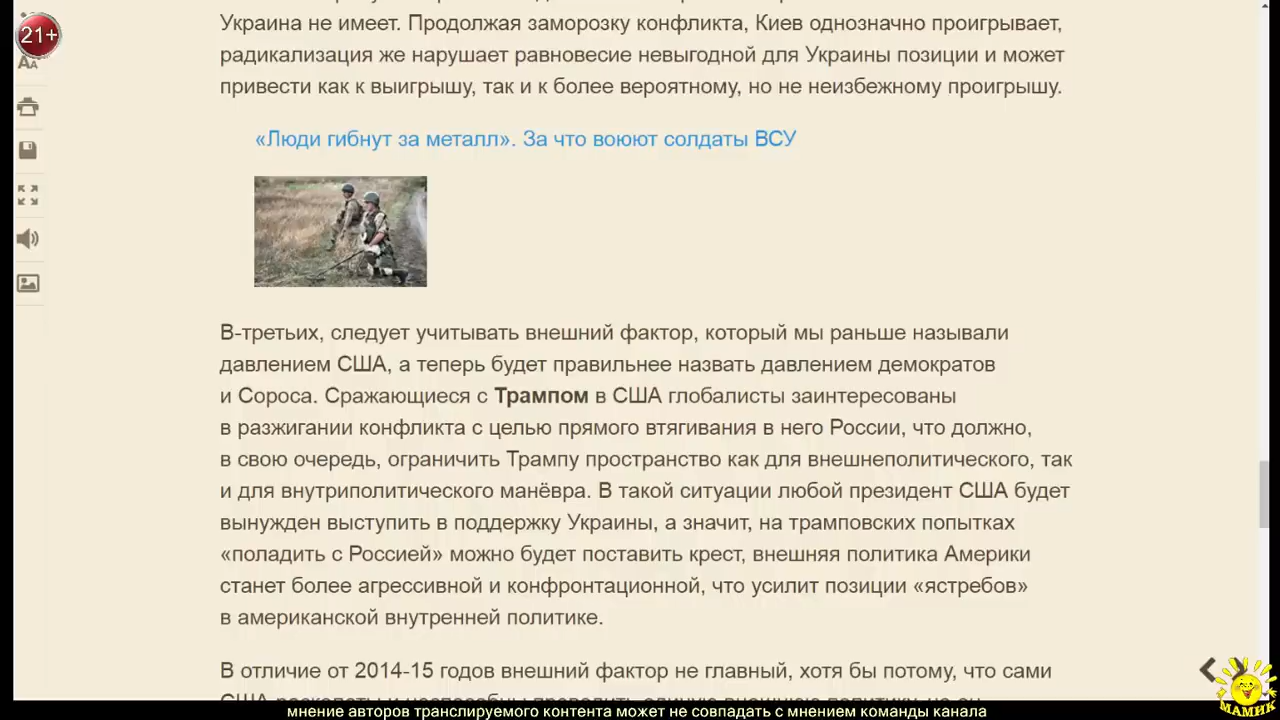 21+
АА
Украина не имеет. Продолжая заморозку конфликта, Киев однозначно проигрывает,
радикализация же нарушает равновесие невыгодной для Украины позиции и может
привести как к выигрышу, так и к более вероятному, но не неизбежному проигрышу.
«Люди гибнут за металл». За что воюют солдаты ВСУ
В-третьих, следует учитывать внешний фактор, который мы раньше называли
давлением США, а теперь будет правильнее назвать давлением демократов
и Сороса. Сражающиеся с Трампом в США глобалисты заинтересованы
в разжигании конфликта с целью прямого втягивания в него России, что должно,
в свою очередь, ограничить Трампу пространство как для внешнеполитического, так
и для внутриполитического манёвра. В такой ситуации любой президент США будет
вынужден выступить в поддержку Украины, а значит, на трамповских попытках
«поладить с Россией» можно будет поставить крест, внешняя политика Америки
станет более агрессивной и конфронтационной, что усилит позиции «ястребов»
в американской внутренней политике.
В отличие от 2014-15 годов внешний фактор не главный, хотя бы потому, что сами
США
МАМИК
мнение авторов транслируемого контента может не совпадать с мнением команды канала